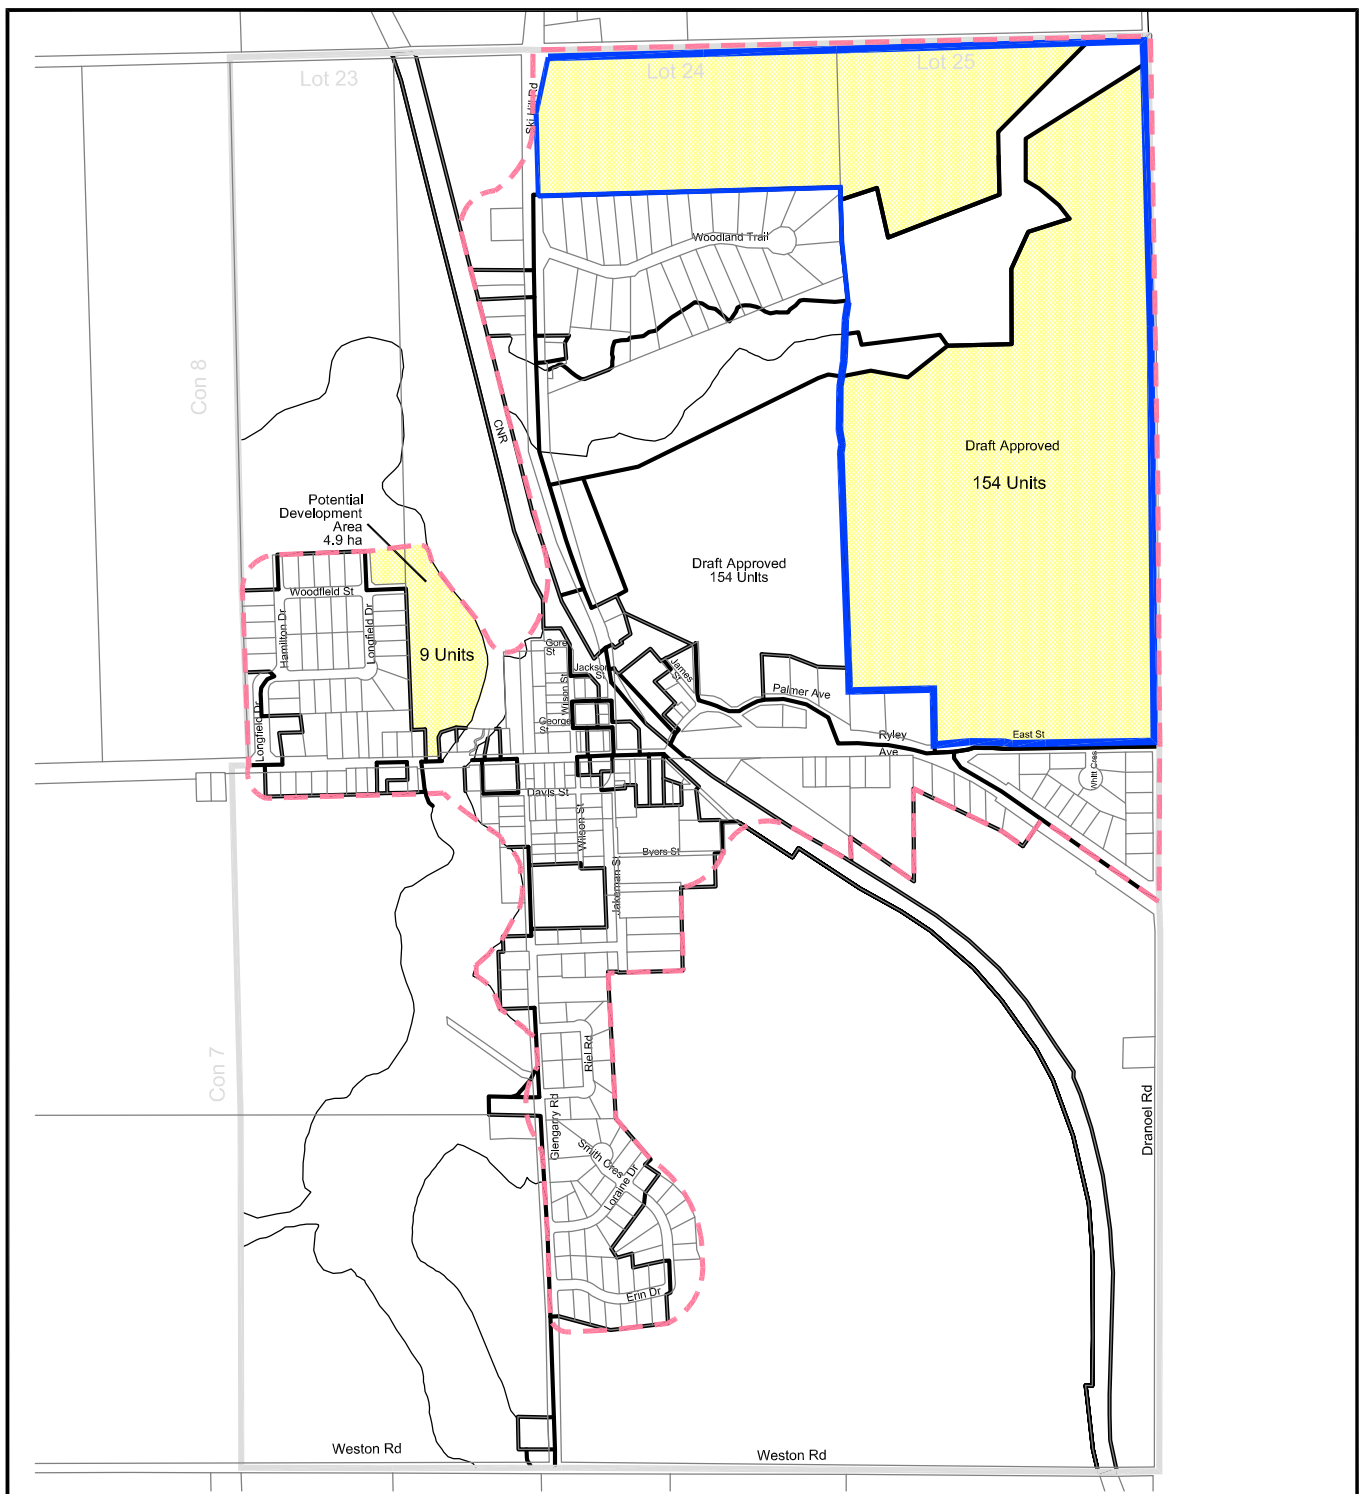 Lot 23
Lot 24
Lot 25
Ski Hill Rd
Woodland Trail
Con 8
CNR
Draft Approved
154 Units
Potential
Development
Area
4.9 ha
Draft Approved
154 Units
Woodfield St
Hamilton Dr
Longfield Dr
9 Units
Gore
St
Jackson
St
James
St
Wilson St
Palmer Ave
George
St
Longfield Dr
Ryley
Ave
East St
Whitt Cres
Davis St
Wilson St
Byers St
Jakeman St
Con 7
Riel Rd
Glengarry Rd
Dranoel Rd
Smith Cres
Loraine Dr
Erin Dr
Weston Rd
Weston Rd